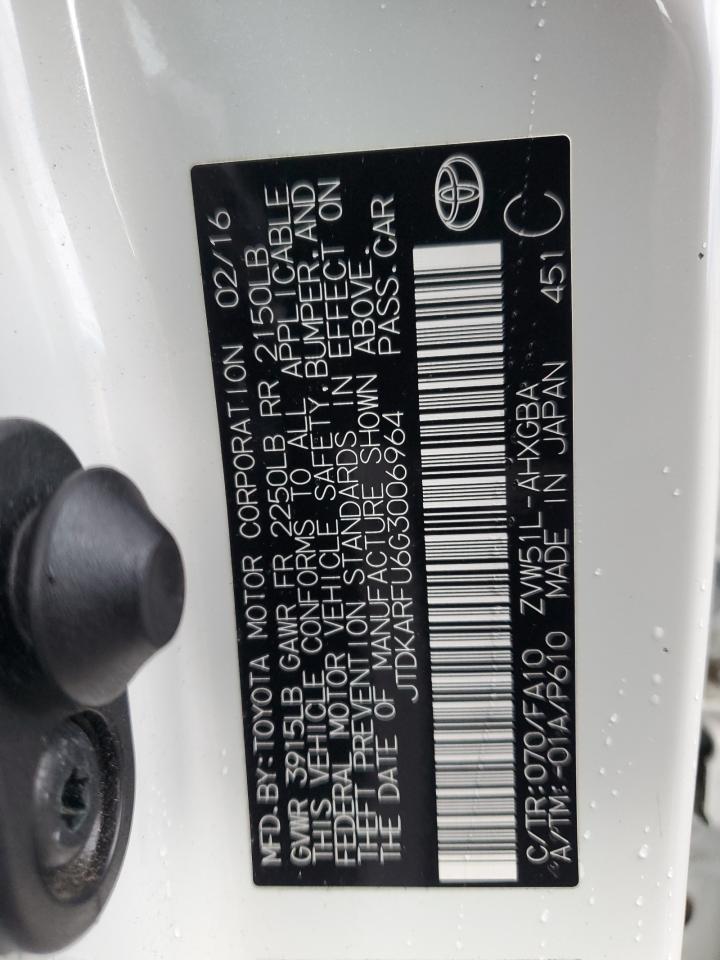 MFD.BY:TOYOTA MOTOR CORPORATION 02/16
GVWR 3915LB GAWR FR 2250LB RR 2150LB
THIS VEHICLE CONFORMS TO ALL APPLICABLE
FEDERAL MOTOR VEHICLE SAFETY,BUMPER,AND
THEFT PREVENTION STANDARDS IN EFFECT ON
THE DATE OF MANUFACTURE SHOWN ABOVE.
JTDKARFU6G3006964 PASS.CAR
C/TR:070/FA10 ZVW51L-AHXGBA
A/TM:-01A/P610 MADE IN JAPAN 451 C